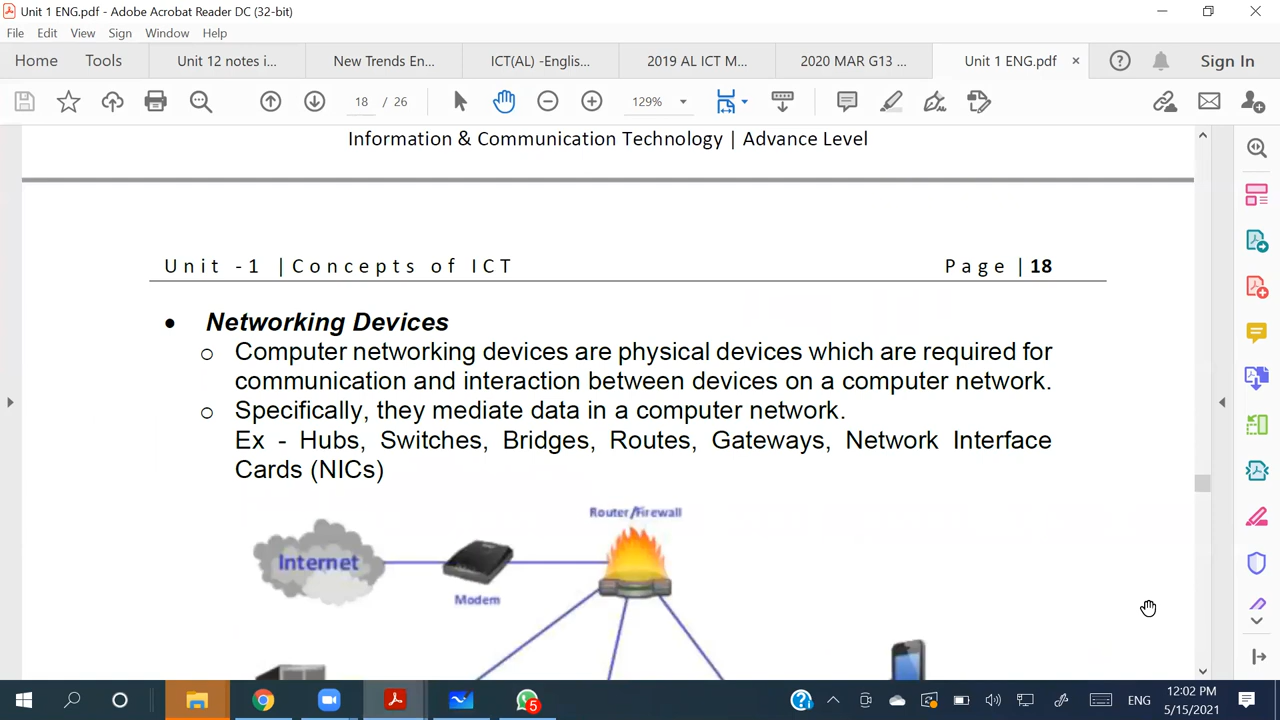 Unit 1 ENG.pdf - Adobe Acrobat Reader DC (32-bit)
File Edit View Sign Window Help
Home Tools Unit 12 notes i... New Trends En... ICT(AL) -Englis... 2019 AL ICT M... 2020 MAR G13 ... Unit 1 ENG.pdf × Sign In
18 / 26 129%
Information & Communication Technology | Advance Level
Unit -1 |Concepts of ICT Page |18
• Networking Devices
o Computer networking devices are physical devices which are required for
communication and interaction between devices on a computer network.
o Specifically, they mediate data in a computer network.
Ex - Hubs, Switches, Bridges, Routes, Gateways, Network Interface
Cards (NICs)
Router/Firewall
Internet
Modem
5
ENG
12:02 PM
5/15/2021